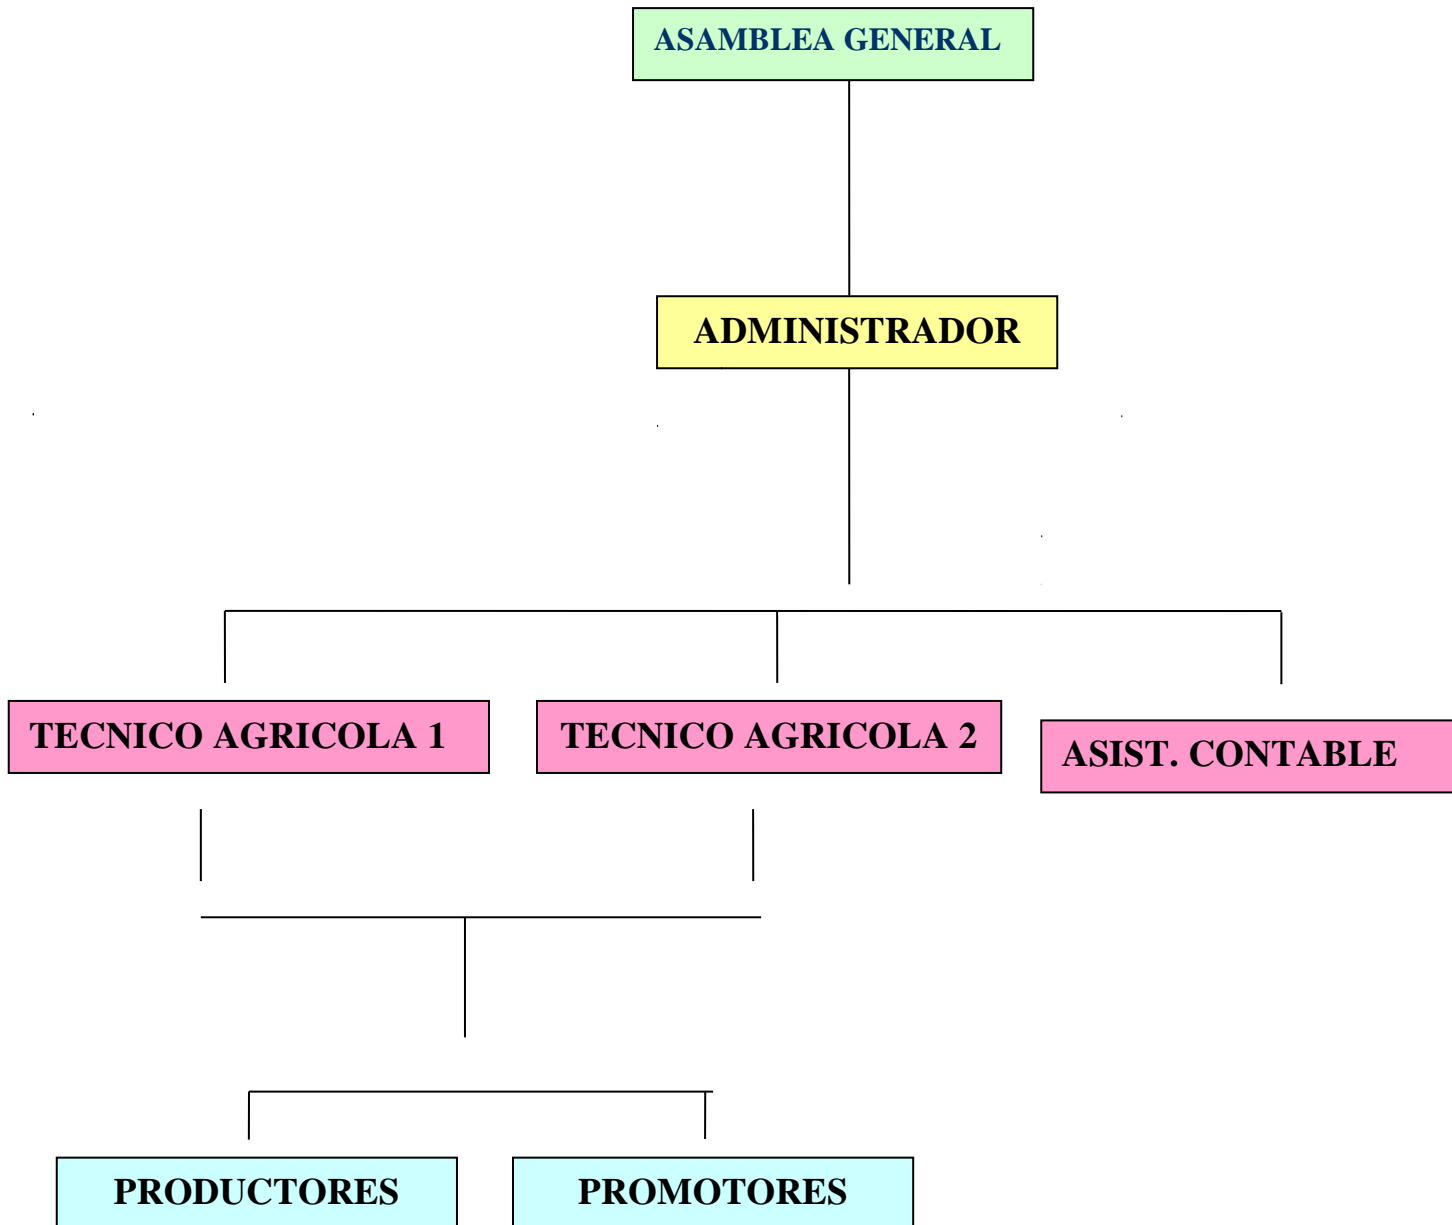 ASAMBLEA GENERAL
ADMINISTRADOR
TECNICO AGRICOLA 1
TECNICO AGRICOLA 2
ASIST. CONTABLE
PRODUCTORES
PROMOTORES